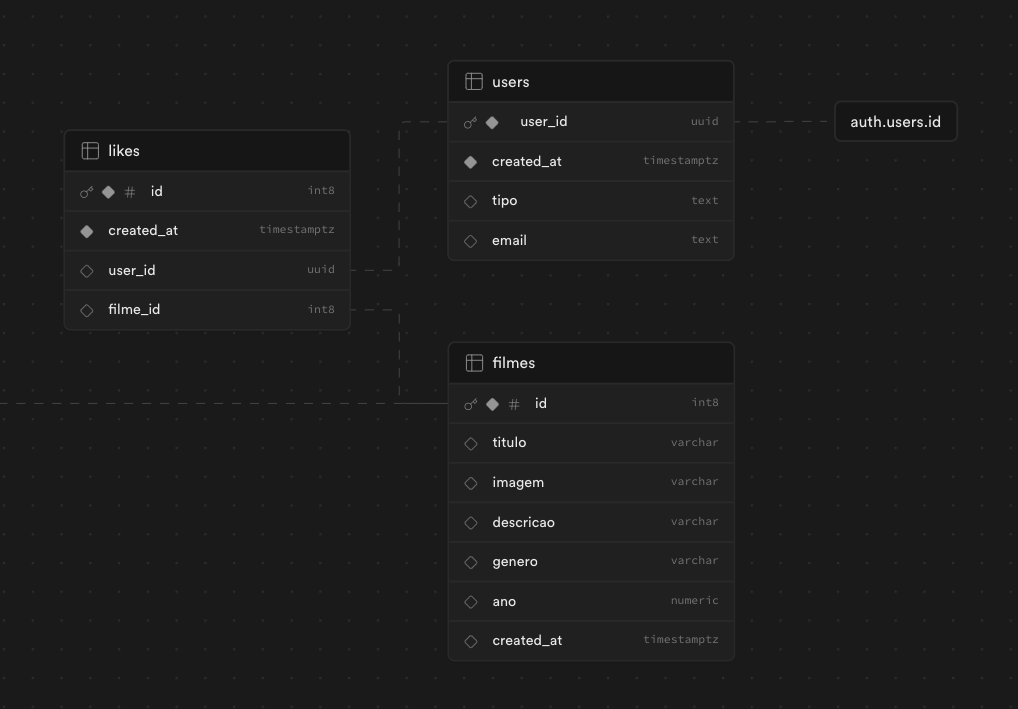 likes
# id int8
created_at timestamptz
user_id uuid
filme_id int8
users
user_id uuid
created_at timestamptz
tipo text
email text
auth.users.id
filmes
# id int8
titulo varchar
imagem varchar
descricao varchar
genero varchar
ano numeric
created_at timestamptz